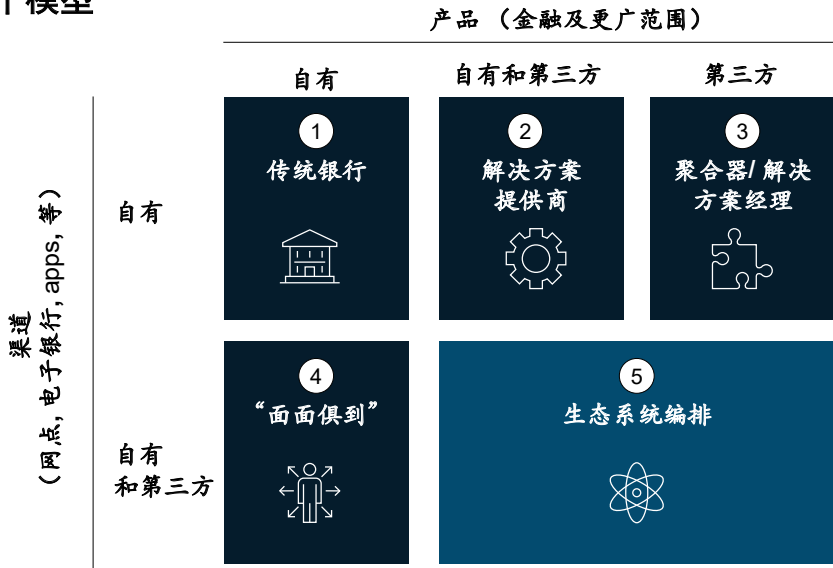 个模型
产品 （金融及更广范围）
自有
自有和第三方
第三方
渠道
（网点, 电子银行, apps, 等）
自有
1
传统银行
2
解决方案
提供商
3
聚合器/ 解决
方案经理
自有
和第三方
4
“面面俱到”
5
生态系统编排